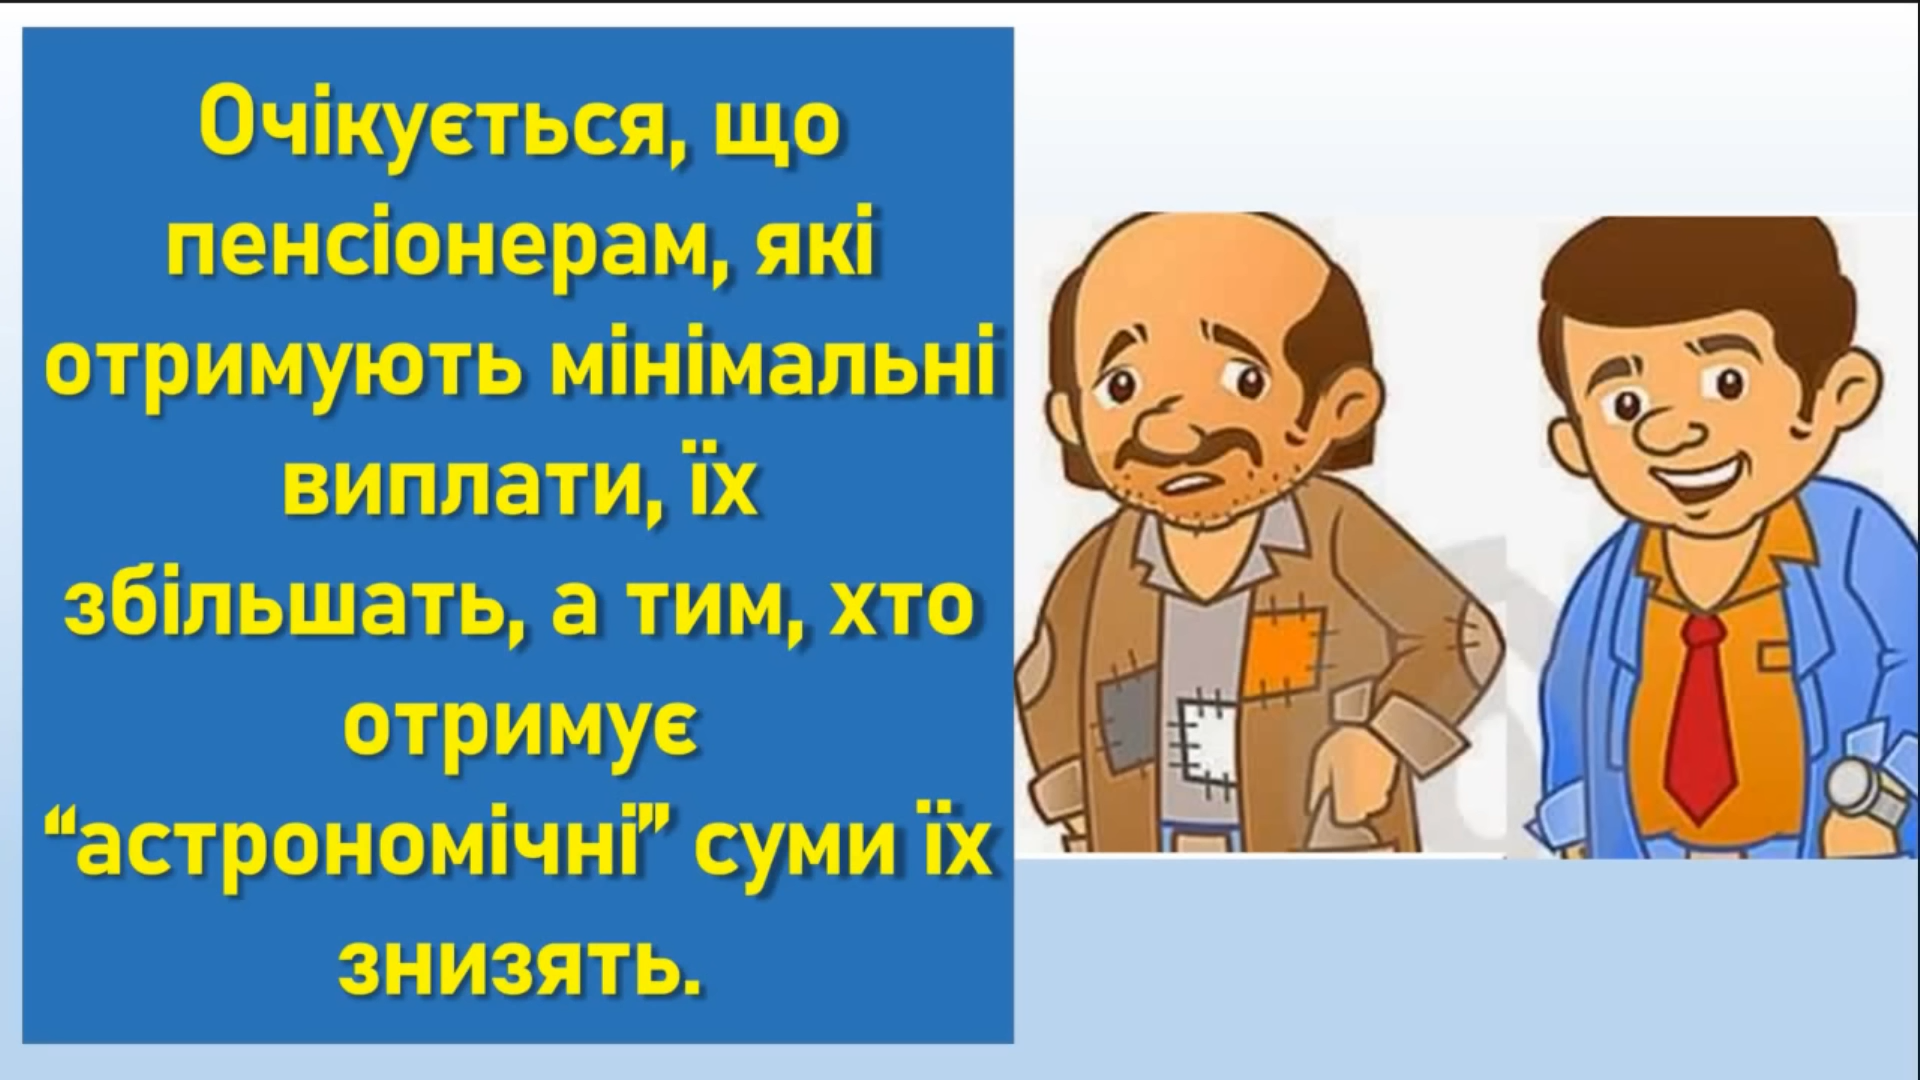 Очікується, що
пенсіонерам, які
отримують мінімальні
виплати, їх
збільшать, а тим, хто
отримує
“астрономічні” суми їх
знизять.